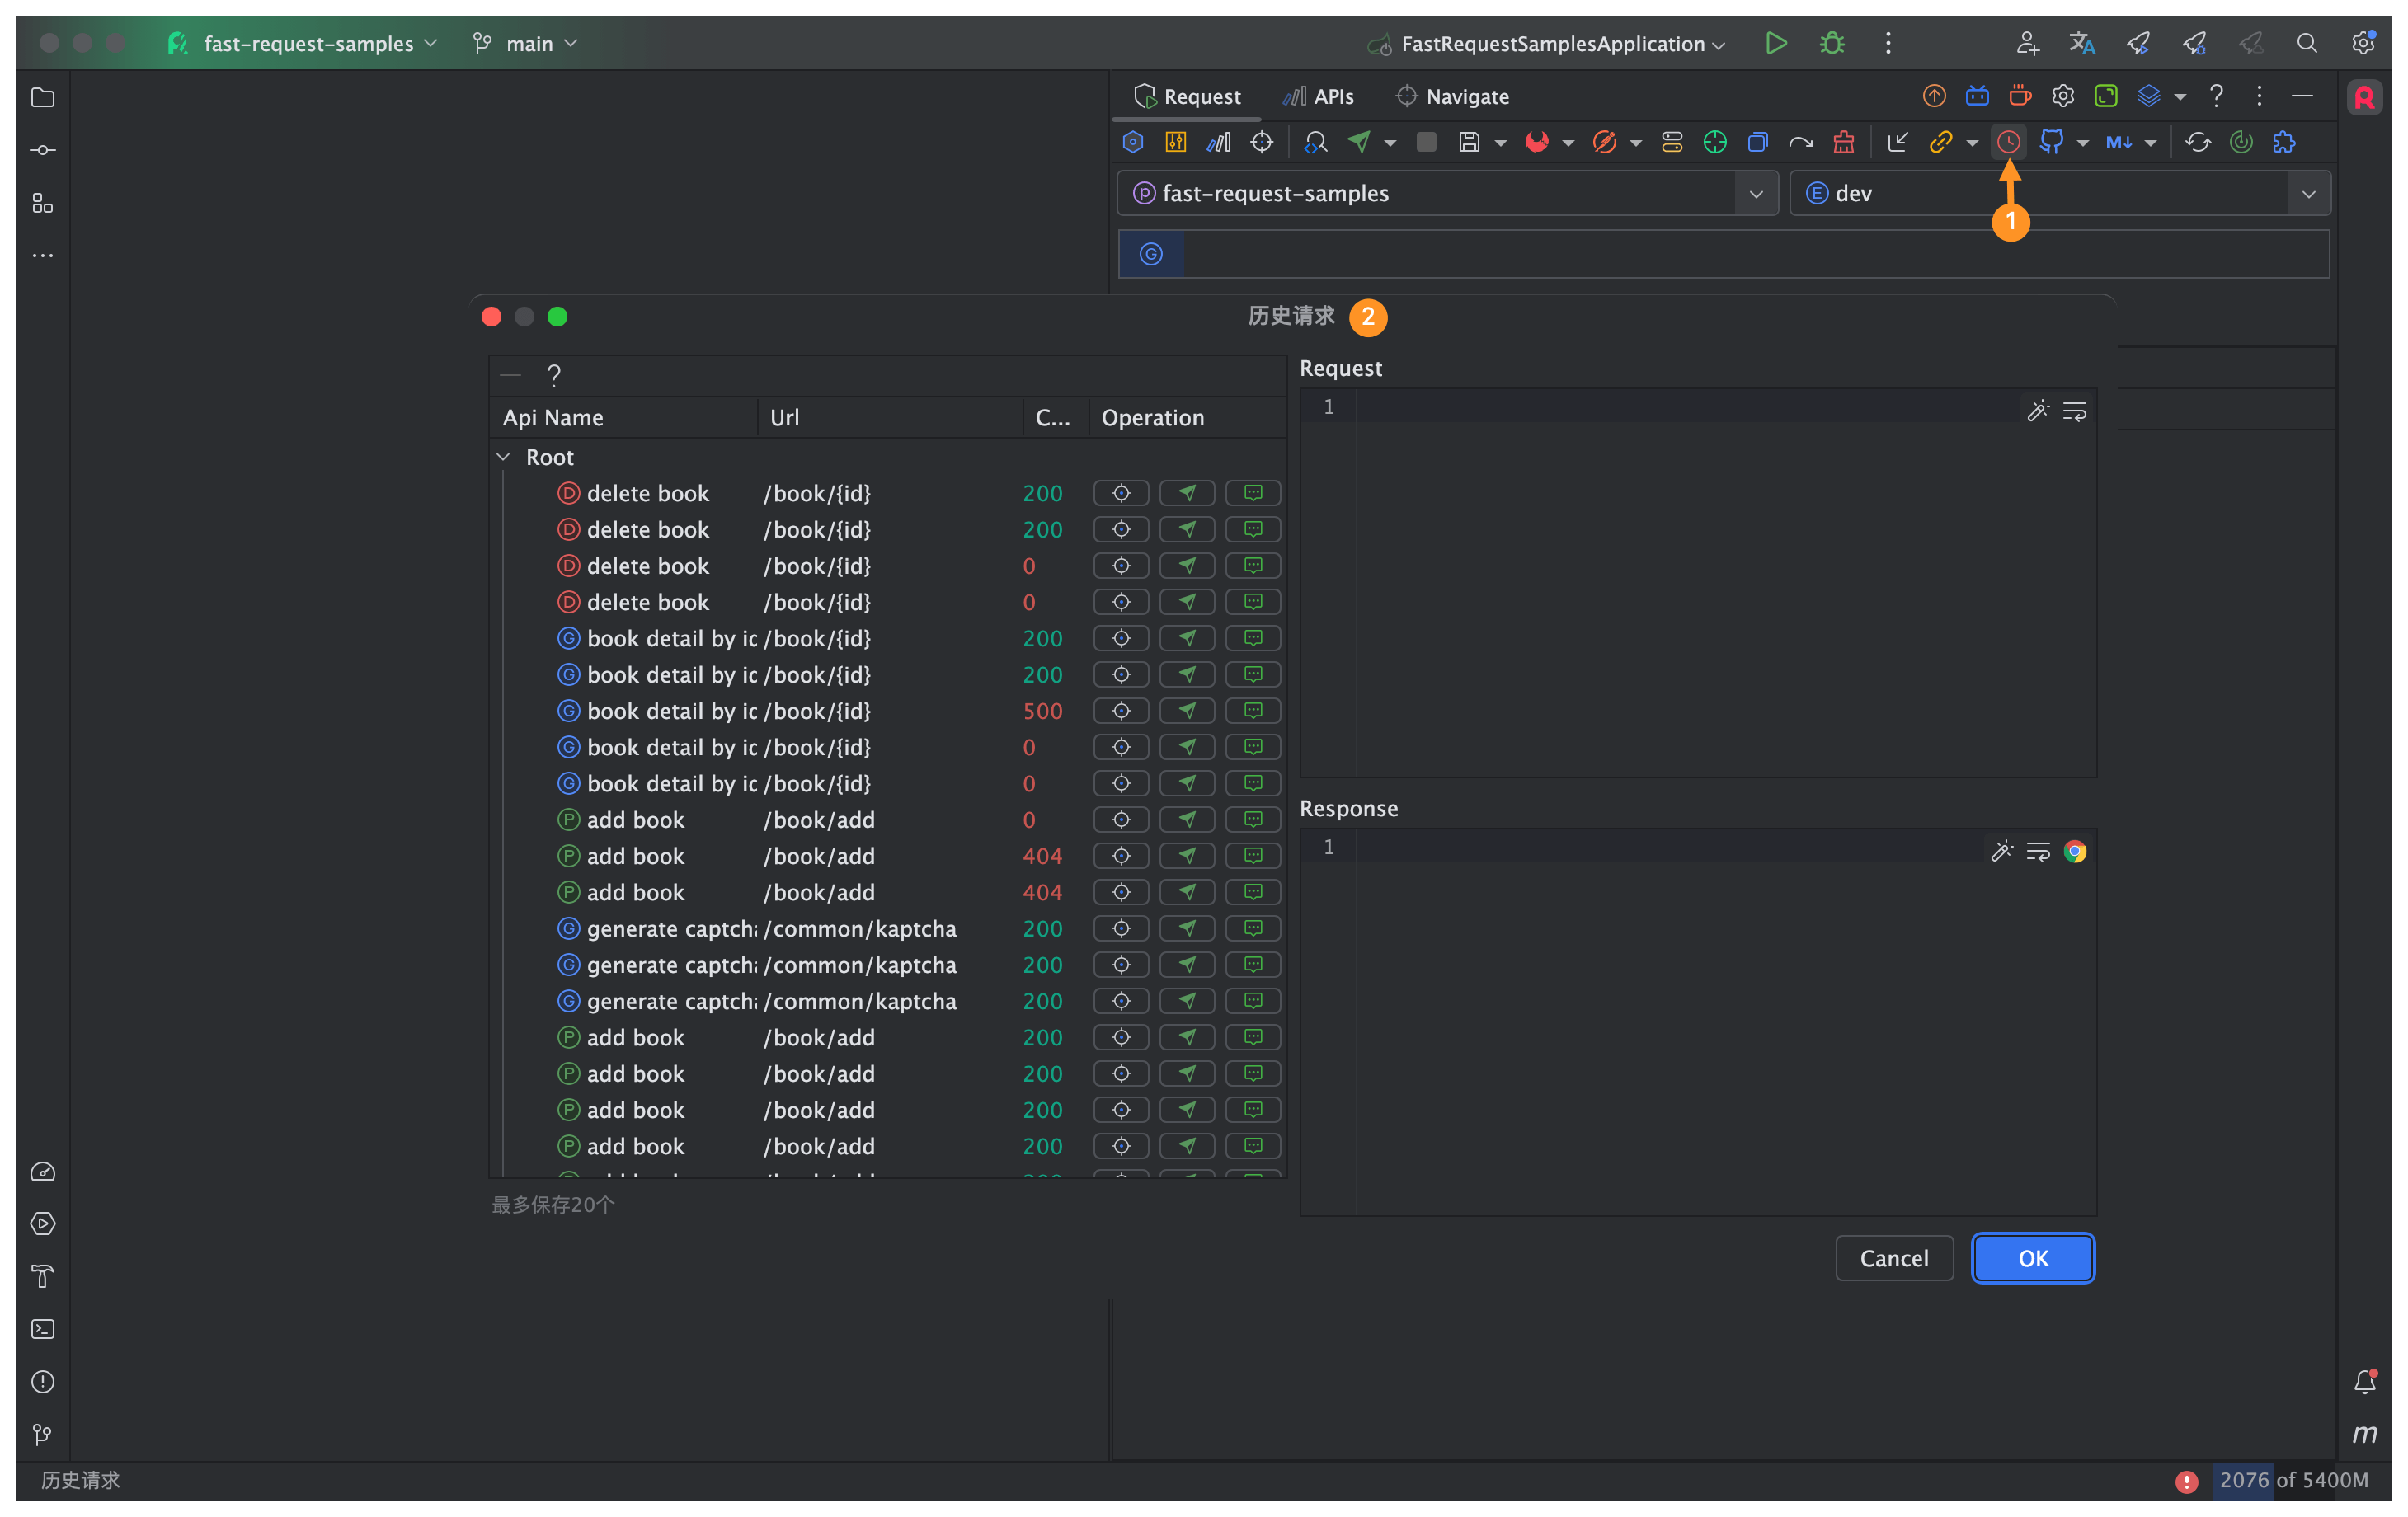 fast-request-samples
main
FastRequestSamplesApplication
Request
APIs
Navigate
M↓
P fast-request-samples
E dev
1
G
历史请求 2
?
Api Name Url C... Operation
Root
D delete book /book/{id} 200
D delete book /book/{id} 200
D delete book /book/{id} 0
D delete book /book/{id} 0
G book detail by ic /book/{id} 200
G book detail by ic /book/{id} 200
G book detail by ic /book/{id} 500
G book detail by ic /book/{id} 0
G book detail by ic /book/{id} 0
P add book /book/add 0
P add book /book/add 404
P add book /book/add 404
G generate captch /common/kaptcha 200
G generate captch /common/kaptcha 200
G generate captch /common/kaptcha 200
P add book /book/add 200
P add book /book/add 200
P add book /book/add 200
P add book /book/add 200
最多保存20个
Request
1
Response
1
Cancel
OK
m
历史请求
2076 of 5400M